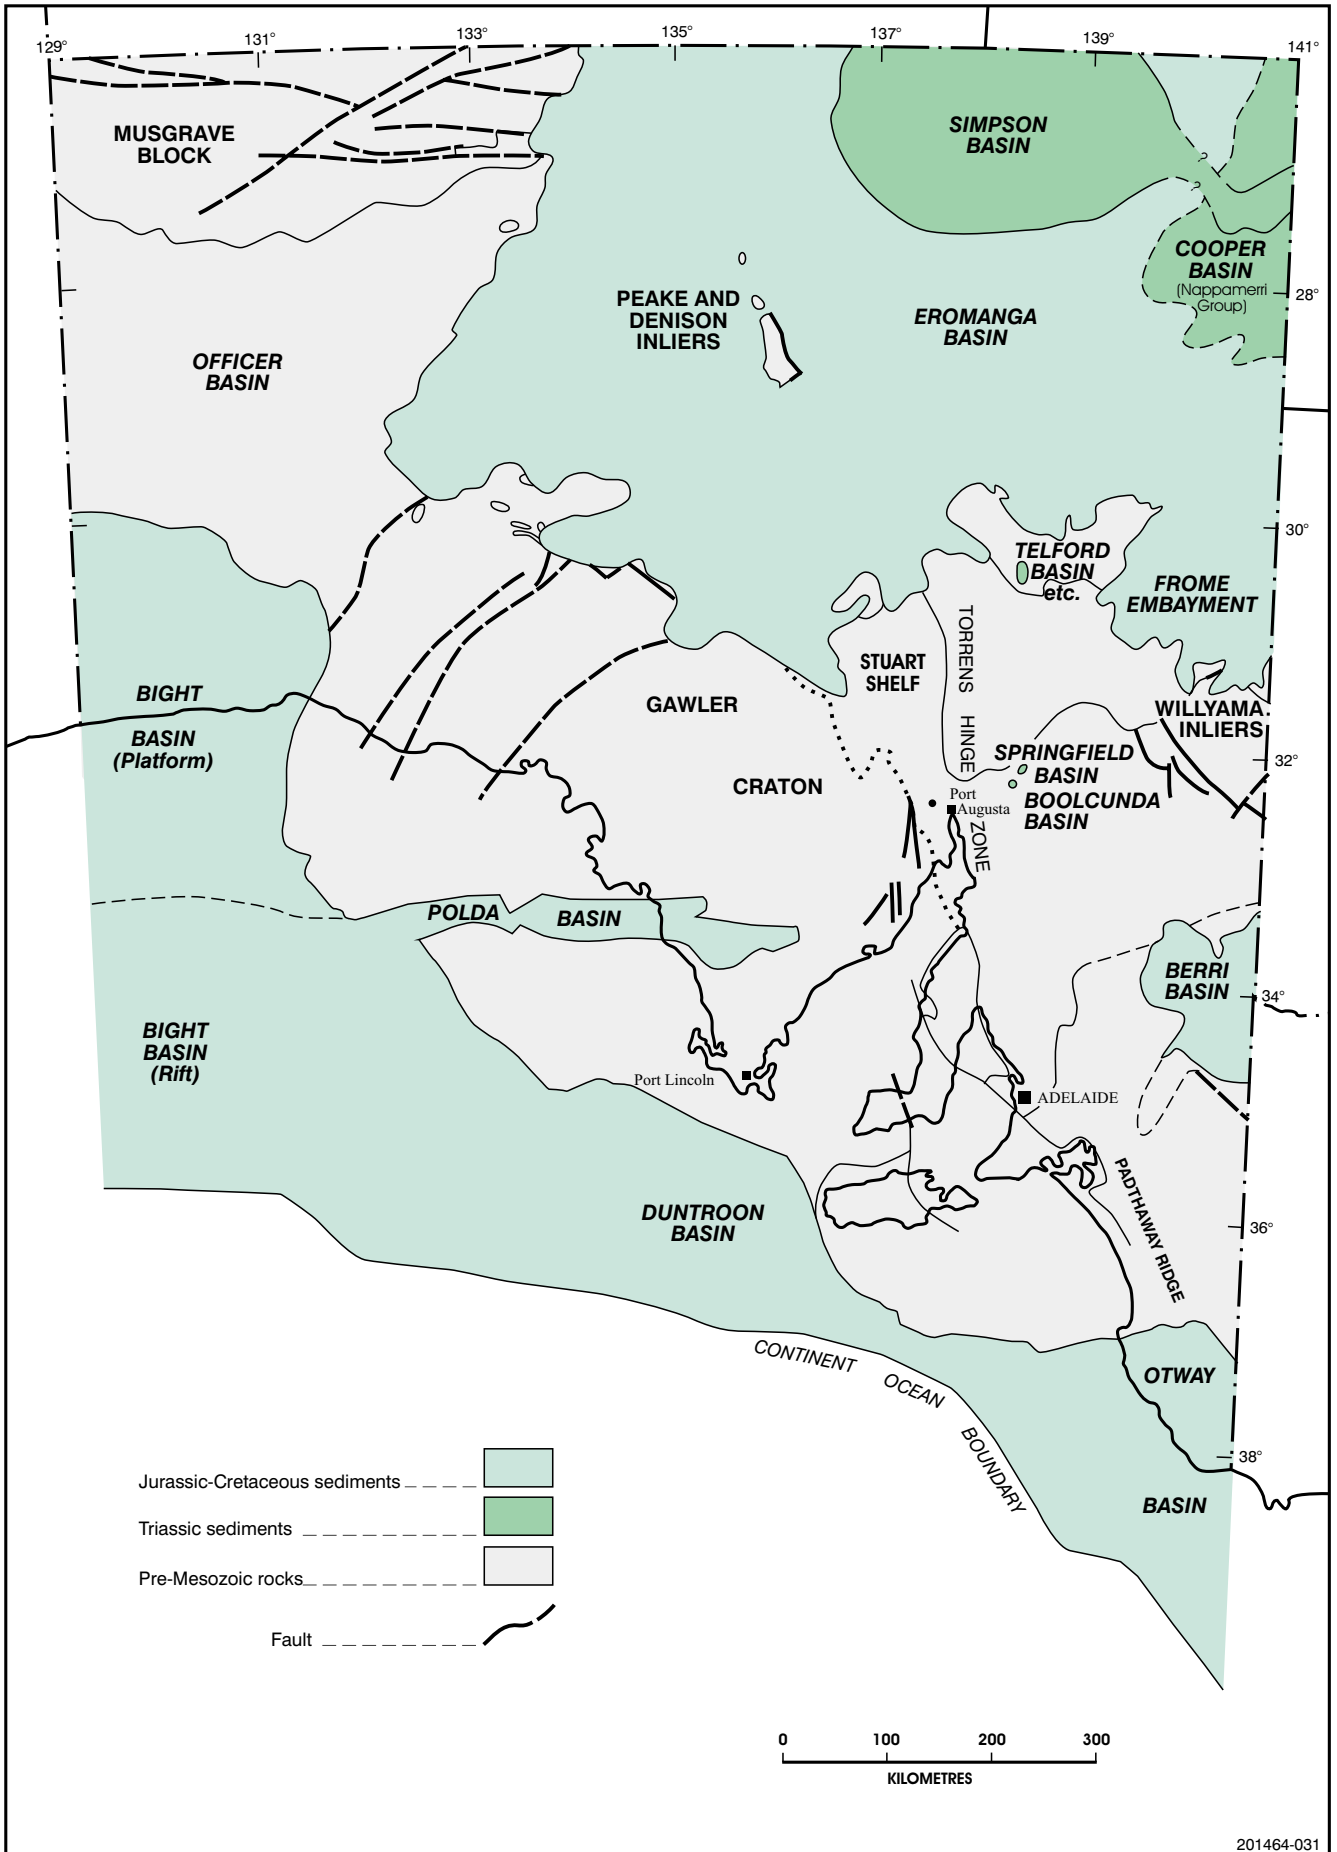 129°
131°
133°
135°
137°
139°
141°
MUSGRAVE
BLOCK
SIMPSON
BASIN
COOPER
BASIN
(Nappamerri
Group)
28°
PEAKE AND
DENISON
INLIERS
EROMANGA
BASIN
OFFICER
BASIN
30°
TELFORD
BASIN
etc.
FROME
EMBAYMENT
TORRENS HINGE ZONE
STUART
SHELF
BIGHT
BASIN
(Platform)
GAWLER
CRATON
WILLYAMA
INLIERS
32°
SPRINGFIELD
BASIN
BOOLCUNDA
BASIN
Port
Augusta
POLDA BASIN
BERRI
BASIN
34°
BIGHT
BASIN
(Rift)
Port Lincoln
ADELAIDE
PADTHAWAY RIDGE
DUNTROON
BASIN
36°
CONTINENT OCEAN BOUNDARY
OTWAY
BASIN
38°
Jurassic-Cretaceous sediments
Triassic sediments
Pre-Mesozoic rocks
Fault
0 100 200 300
KILOMETRES
201464-031